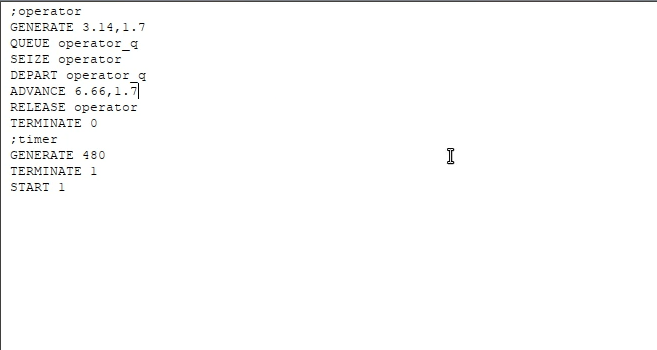 ;operator
GENERATE 3.14,1.7
QUEUE operator_q
SEIZE operator
DEPART operator_q
ADVANCE 6.66,1.7
RELEASE operator
TERMINATE 0
;timer
GENERATE 480
TERMINATE 1
START 1